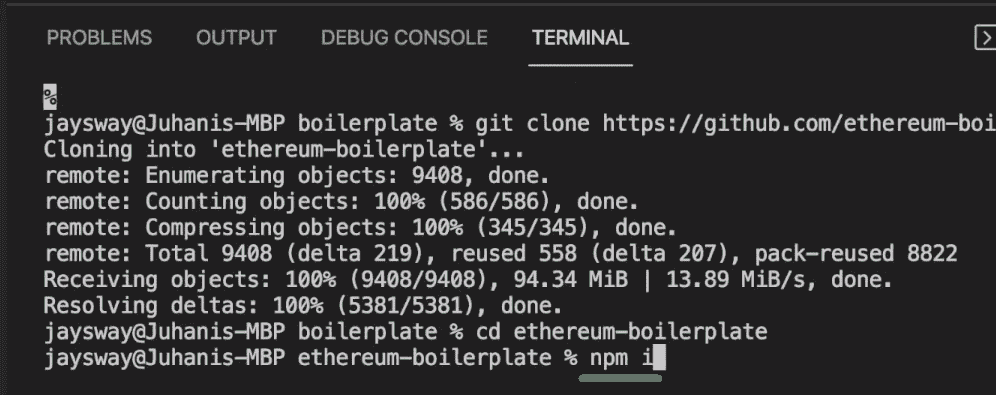 PROBLEMS OUTPUT DEBUG CONSOLE TERMINAL
%
jaysway@Juhanis-MBP boilerplate % git clone https://github.com/ethereum-boi
Cloning into 'ethereum-boilerplate'...
remote: Enumerating objects: 9408, done.
remote: Counting objects: 100% (586/586), done.
remote: Compressing objects: 100% (345/345), done.
remote: Total 9408 (delta 219), reused 558 (delta 207), pack-reused 8822
Receiving objects: 100% (9408/9408), 94.34 MiB | 13.89 MiB/s, done.
Resolving deltas: 100% (5381/5381), done.
jaysway@Juhanis-MBP boilerplate % cd ethereum-boilerplate
jaysway@Juhanis-MBP ethereum-boilerplate % npm i